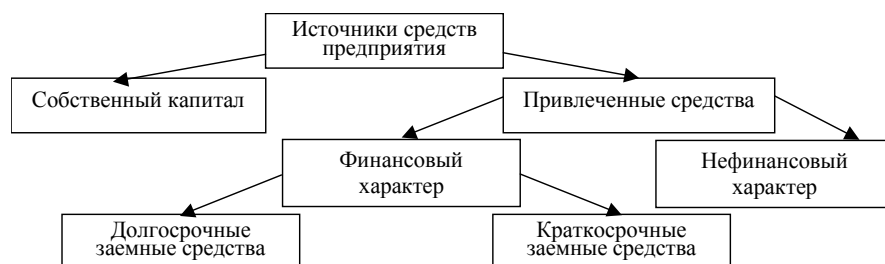 Источники средств
предприятия
Собственный капитал
Привлеченные средства
Финансовый
характер
Нефинансовый
характер
Долгосрочные
заемные средства
Краткосрочные
заемные средства